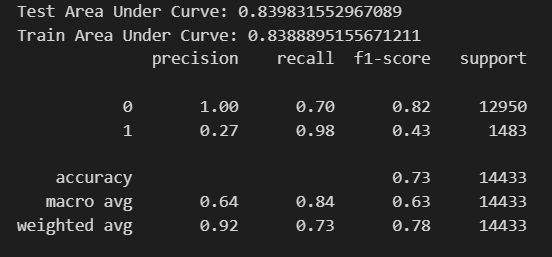 Test Area Under Curve: 0.839831552967089
Train Area Under Curve: 0.8388895155671211
precision recall f1-score support
0 1.00 0.70 0.82 12950
1 0.27 0.98 0.43 1483
accuracy 0.73 14433
macro avg 0.64 0.84 0.63 14433
weighted avg 0.92 0.73 0.78 14433